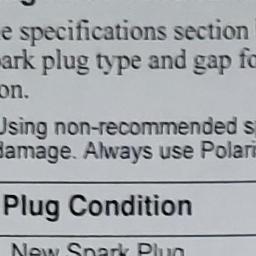 e specifications section
ark plug type and gap fo
on.
Using non-recommended s
damage. Always use Polari
Plug Condition
New Spark Plug